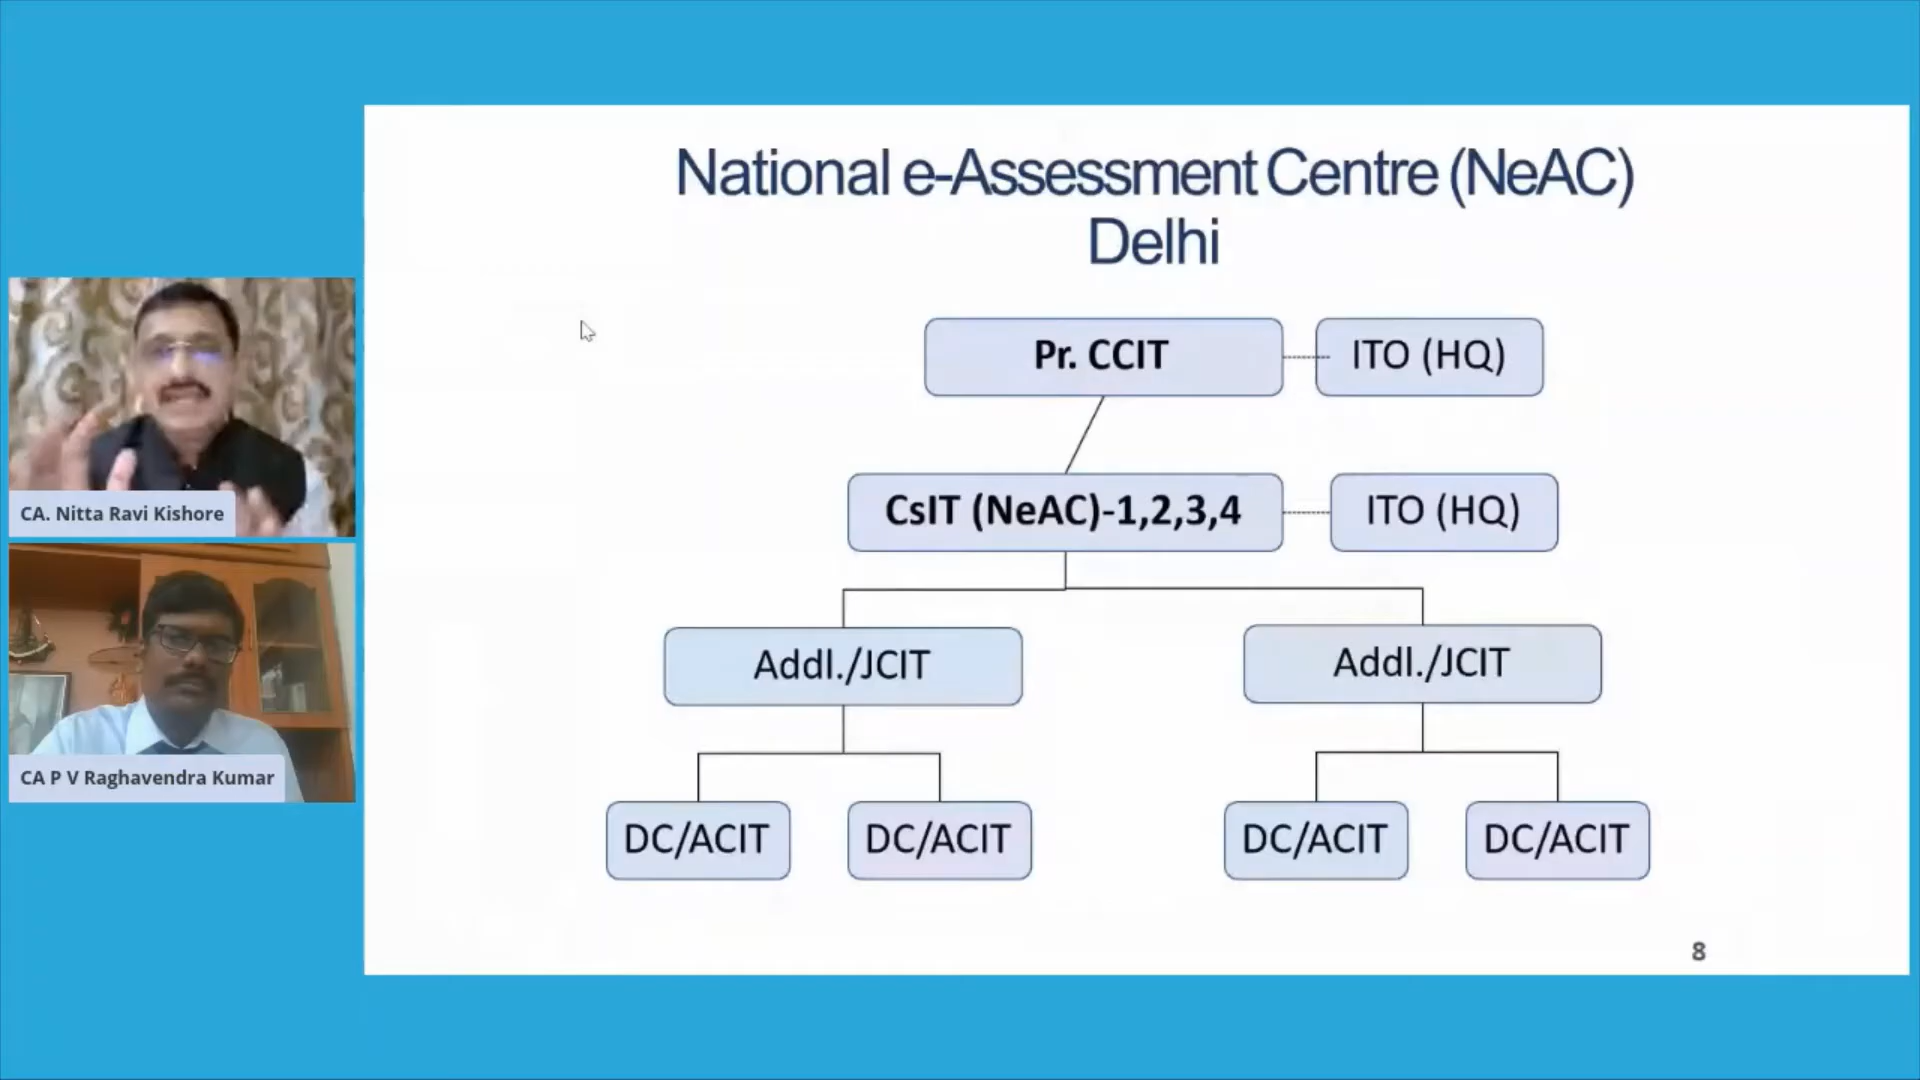 National e-Assessment Centre (NeAC)
Delhi
Pr. CCIT
ITO (HQ)
CsIT (NeAC)-1,2,3,4
ITO (HQ)
Addl./JCIT
Addl./JCIT
DC/ACIT
DC/ACIT
DC/ACIT
DC/ACIT
8
CA. Nitta Ravi Kishore
CA P V Raghavendra Kumar